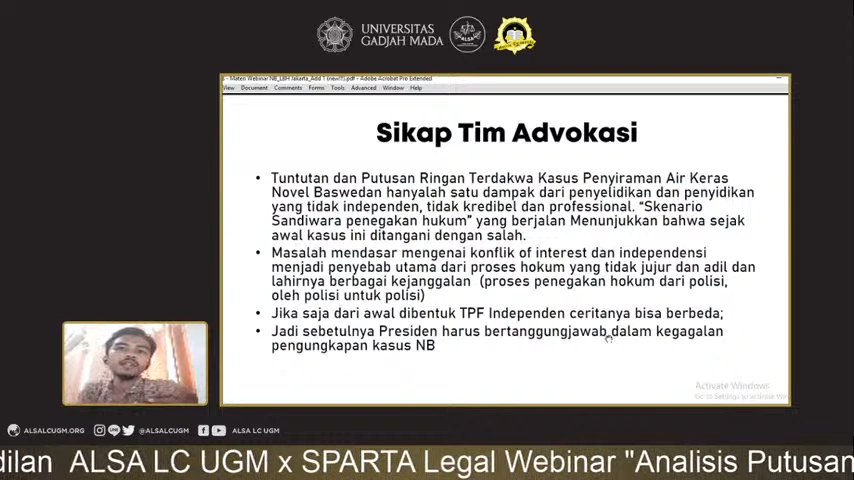 UNIVERSITAS
GADJAH MADA
ALSA
- Materi Webinar NB_LBH Jakarta_Add 1 (new!!!).pdf - Adobe Acrobat Pro Extended
View Document Comments Forms Tools Advanced Window Help
Sikap Tim Advokasi
• Tuntutan dan Putusan Ringan Terdakwa Kasus Penyiraman Air Keras
Novel Baswedan hanyalah satu dampak dari penyelidikan dan penyidikan
yang tidak independen, tidak kredibel dan professional. “Skenario
Sandiwara penegakan hukum” yang berjalan Menunjukkan bahwa sejak
awal kasus ini ditangani dengan salah.
• Masalah mendasar mengenai konflik of interest dan independensi
menjadi penyebab utama dari proses hokum yang tidak jujur dan adil dan
lahirnya berbagai kejanggalan (proses penegakan hokum dari polisi,
oleh polisi untuk polisi)
• Jika saja dari awal dibentuk TPF Independen ceritanya bisa berbeda;
• Jadi sebetulnya Presiden harus bertanggungjawab dalam kegagalan
pengungkapan kasus NB
Activate Windows
Go to Settings to activate
ALSALCUGM.ORG @ALSALCUGM ALSA LC UGM
dilan ALSA LC UGM x SPARTA Legal Webinar "Analisis Putusan